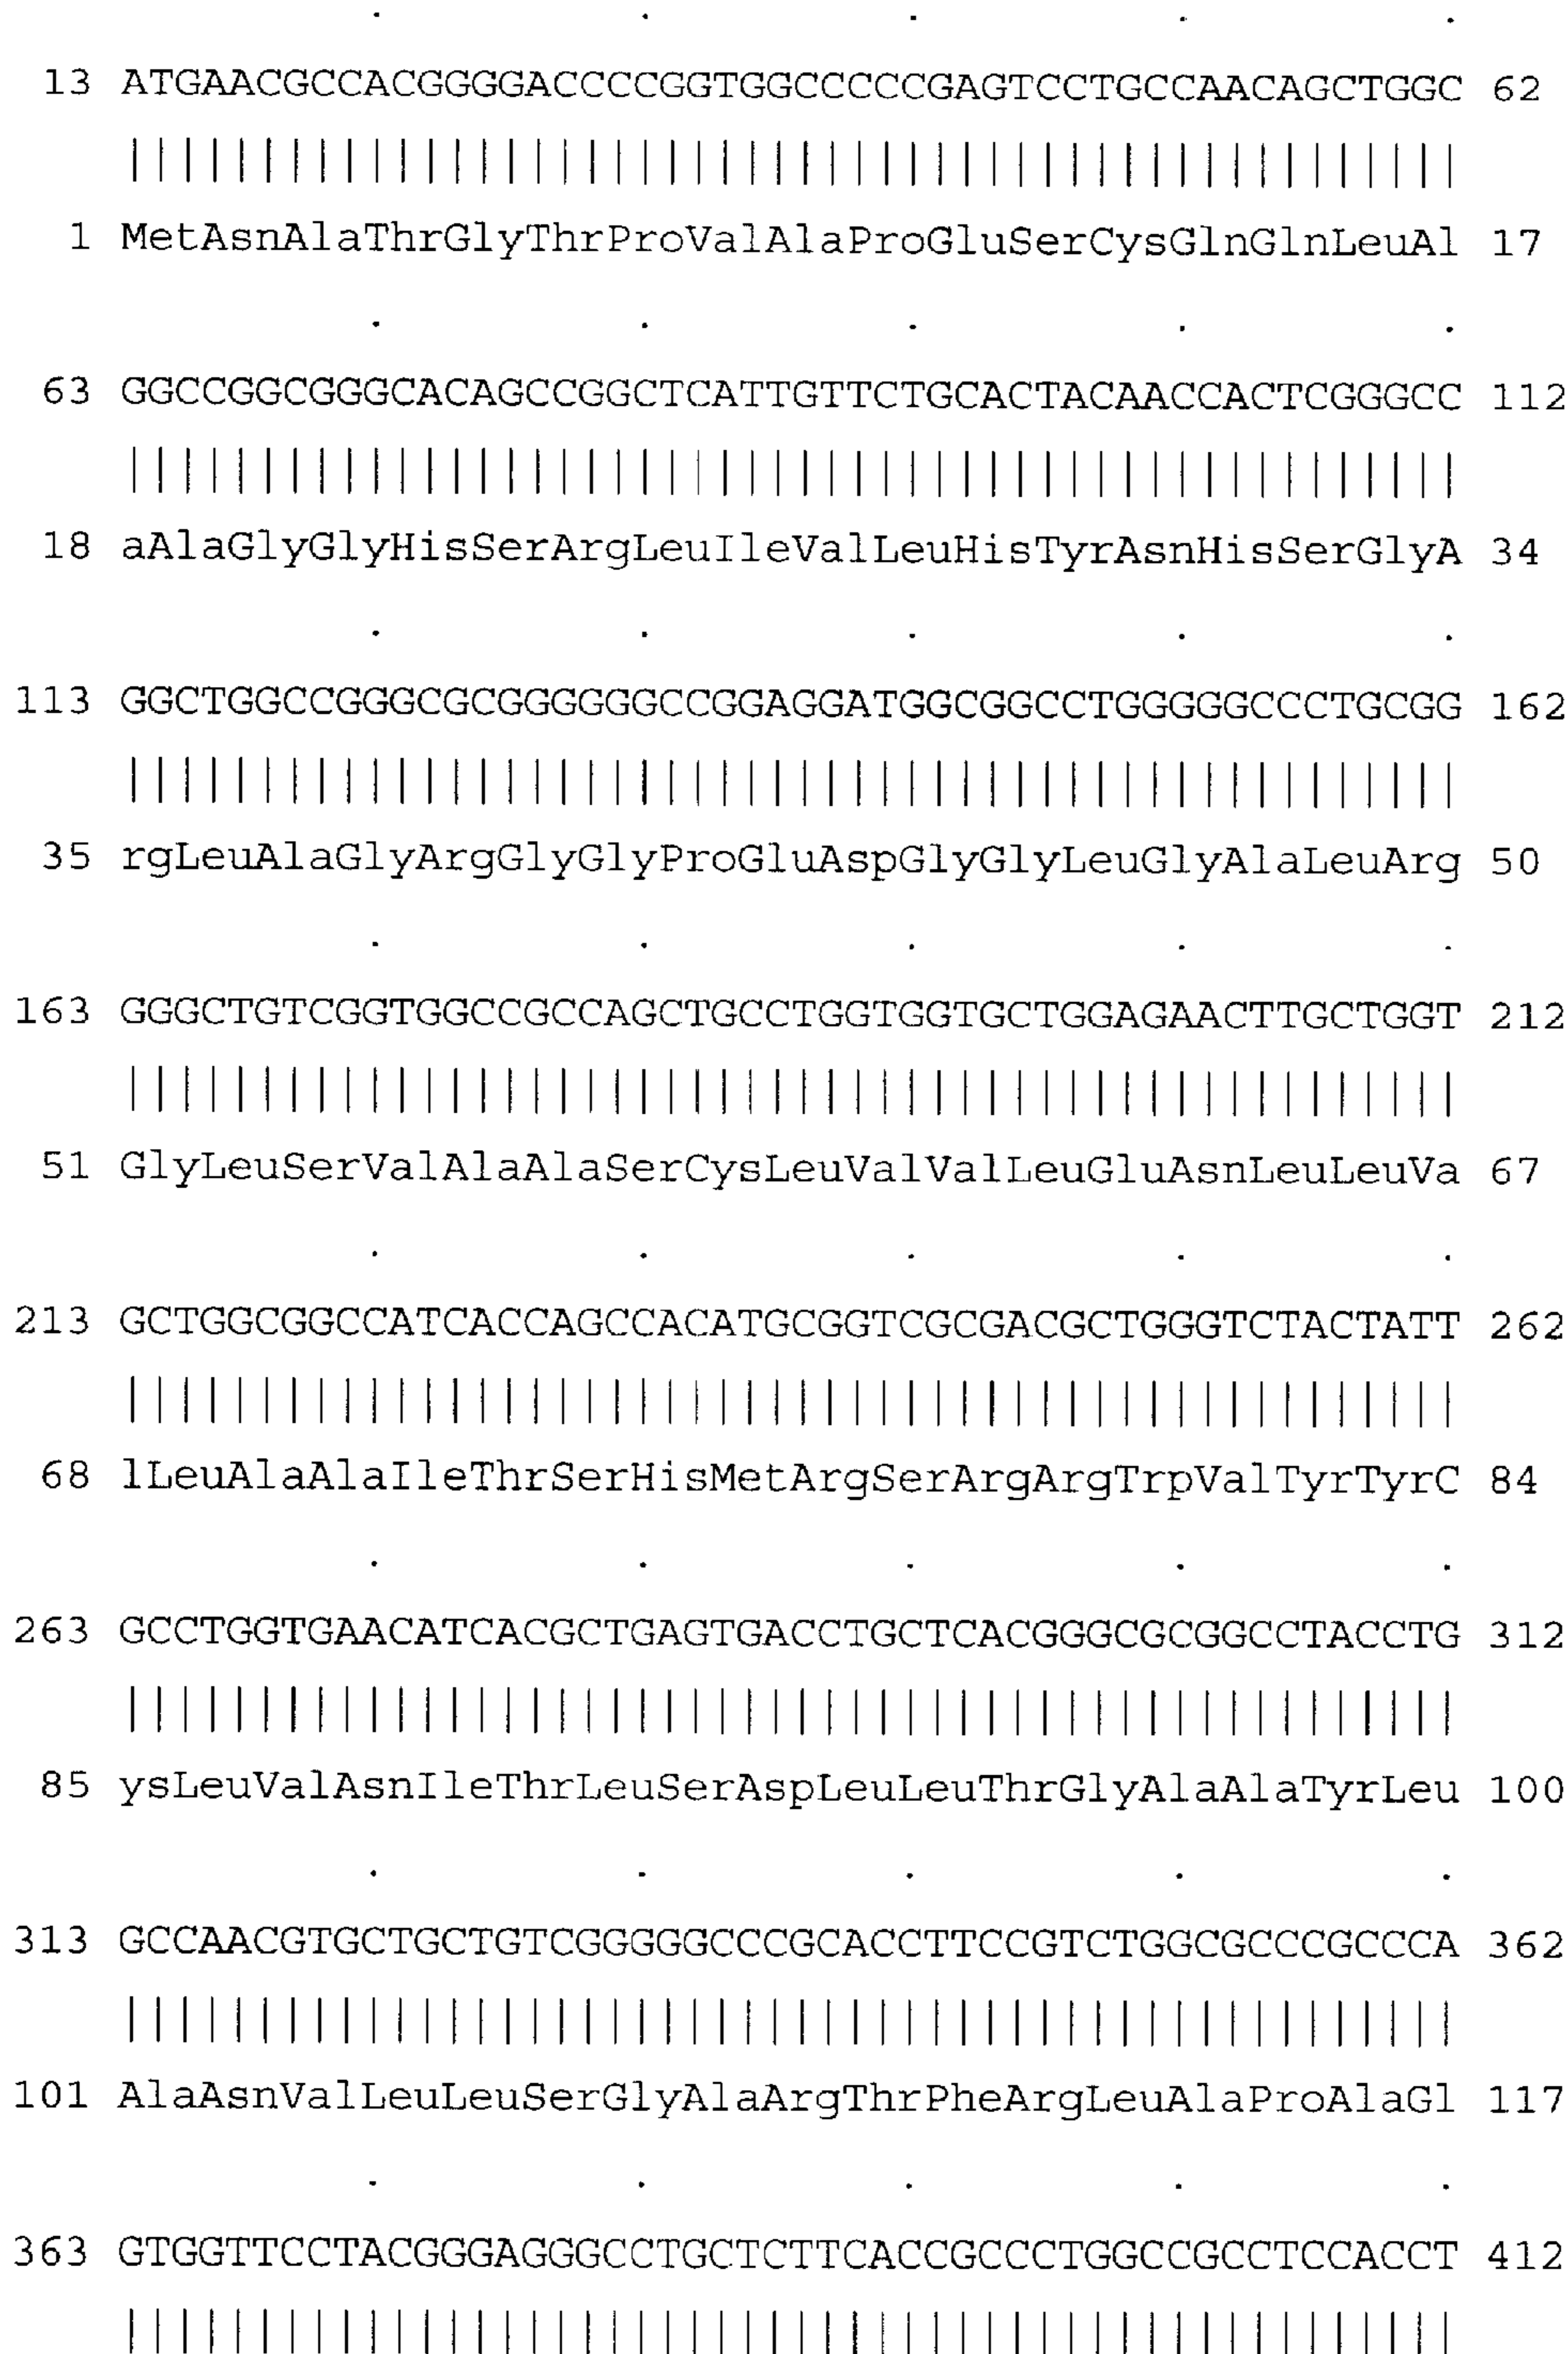 13 ATGAACGCCACGGGGACCCCGGTGGCCCCCGAGTCCTGCCAACAGCTGGC 62
1 MetAsnAlaThrGlyThrProValAlaProGluSerCysGlnGlnLeuAl 17
63 GGCCGGCGGGCACAGCCGGCTCATTGTTCTGCACTACAACCACTCGGGCC 112
18 aAlaGlyGlyHisSerArgLeuIleValLeuHisTyrAsnHisSerGlyA 34
113 GGCTGGCCGGGCGCGGGGGGCCGGAGGATGGCGGCCTGGGGGCCCTGCGG 162
35 rgLeuAlaGlyArgGlyGlyProGluAspGlyGlyLeuGlyAlaLeuArg 50
163 GGGCTGTCGGTGGCCGCCAGCTGCCTGGTGGTGCTGGAGAACTTGCTGGT 212
51 GlyLeuSerValAlaAlaSerCysLeuValValLeuGluAsnLeuLeuVa 67
213 GCTGGCGGCCATCACCAGCCACATGCGGTCGCGACGCTGGGTCTACTATT 262
68 lLeuAlaAlaIleThrSerHisMetArgSerArgArgTrpValTyrTyrC 84
263 GCCTGGTGAACATCACGCTGAGTGACCTGCTCACGGGCGCGGCCTACCTG 312
85 ysLeuValAsnIleThrLeuSerAspLeuLeuThrGlyAlaAlaTyrLeu 100
313 GCCAACGTGCTGCTGTCGGGGGCCCGCACCTTCCGTCTGGCGCCCGCCCA 362
101 AlaAsnValLeuLeuSerGlyAlaArgThrPheArgLeuAlaProAlaGl 117
363 GTGGTTCCTACGGGAGGGCCTGCTCTTCACCGCCCTGGCCGCCTCCACCT 412